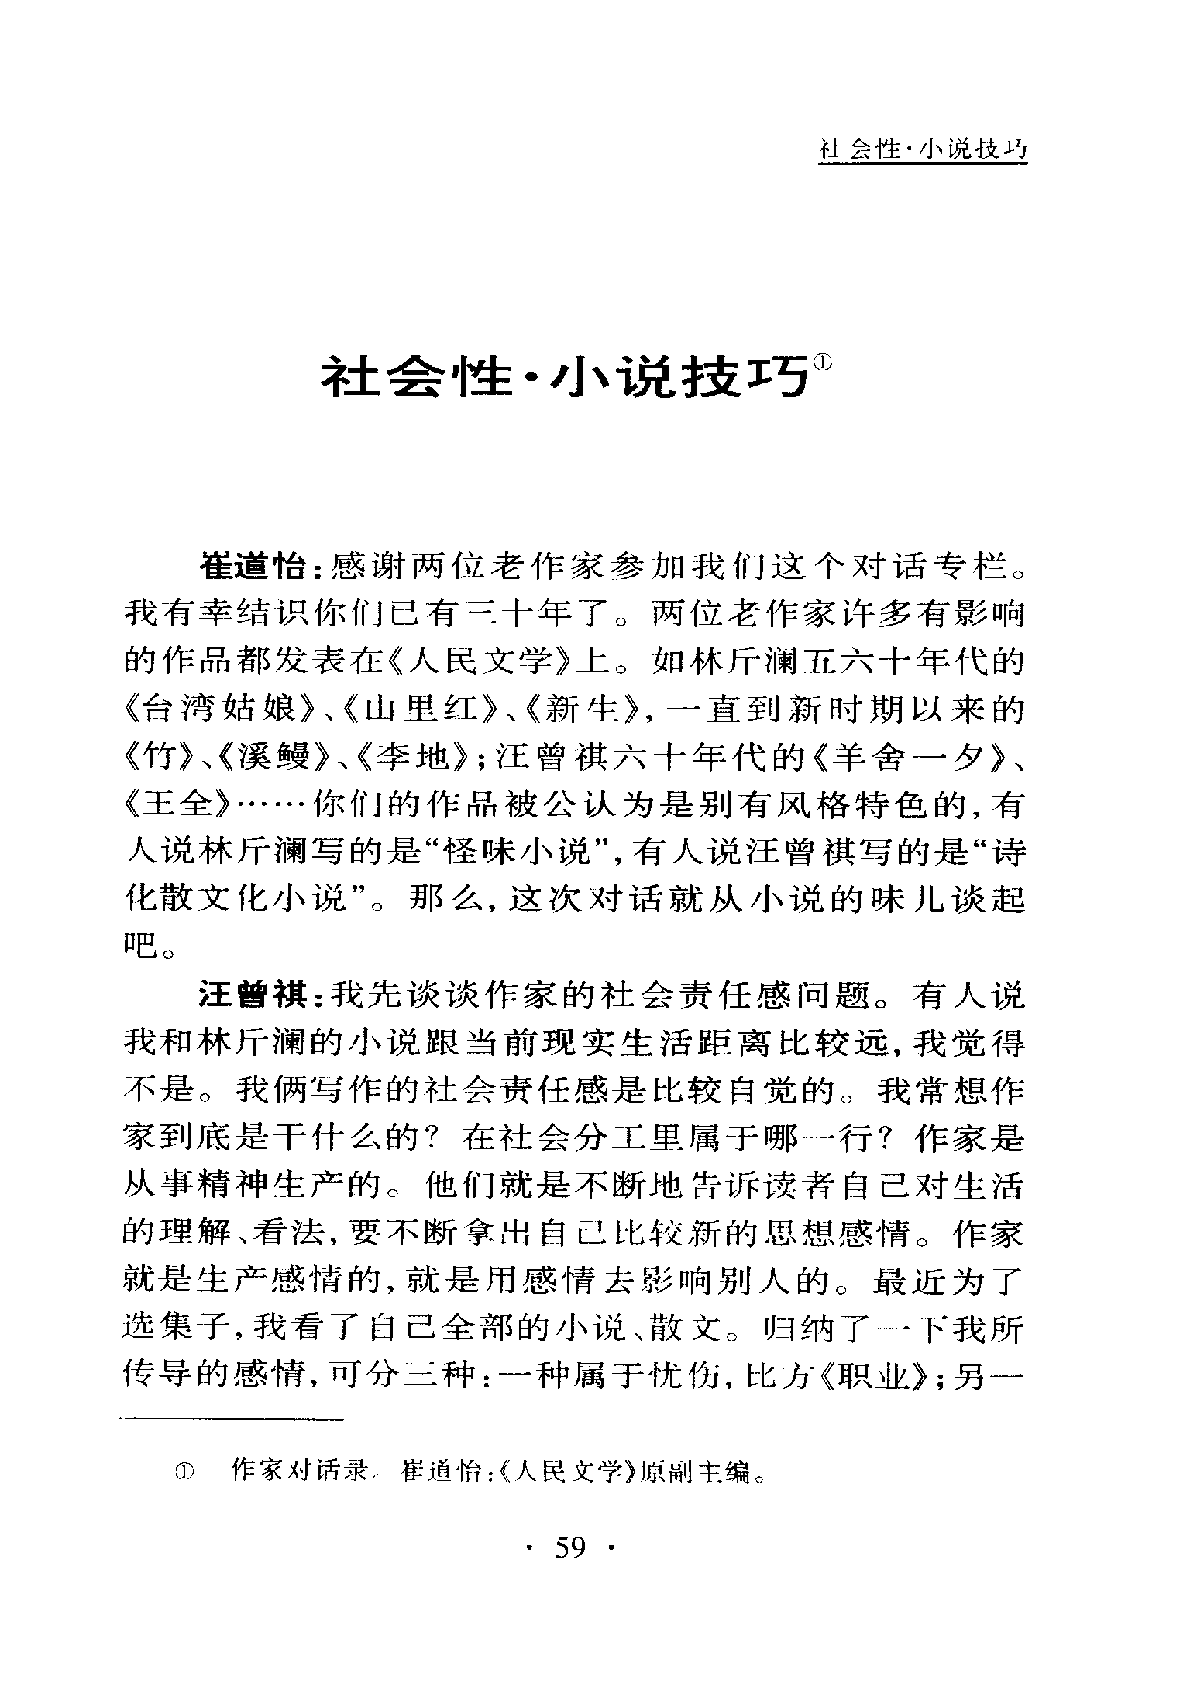 社会性·小说技巧
社会性·小说技巧①
崔道怡:感谢两位老作家参加我们这个对话专栏。
我有幸结识你们已有三十年了。两位老作家许多有影响
的作品都发表在《人民文学》上。如林斤澜五六十年代的
《台湾姑娘》、《山里红》、《新生》,一直到新时期以来的
《竹》、《溪鳗》、《李地》;汪曾祺六十年代的《羊舍一夕》、
《王全》……你们的作品被公认为是别有风格特色的,有
人说林斤澜写的是“怪味小说”,有人说汪曾祺写的是“诗
化散文化小说”。那么,这次对话就从小说的味儿谈起
吧。
汪曾祺:我先谈谈作家的社会责任感问题。有人说
我和林斤澜的小说跟当前现实生活距离比较远,我觉得
不是。我俩写作的社会责任感是比较自觉的。我常想作
家到底是干什么的?在社会分工里属于哪一行?作家是
从事精神生产的。他们就是不断地告诉读者自己对生活
的理解、看法,要不断拿出自己比较新的思想感情。作家
就是生产感情的,就是用感情去影响别人的。最近为了
选集子,我看了自己全部的小说、散文。归纳了一下我所
传导的感情,可分三种:一种属于忧伤,比方《职业》;另一
① 作家对话录。崔道怡:《人民文学》原副主编。
· 59 ·